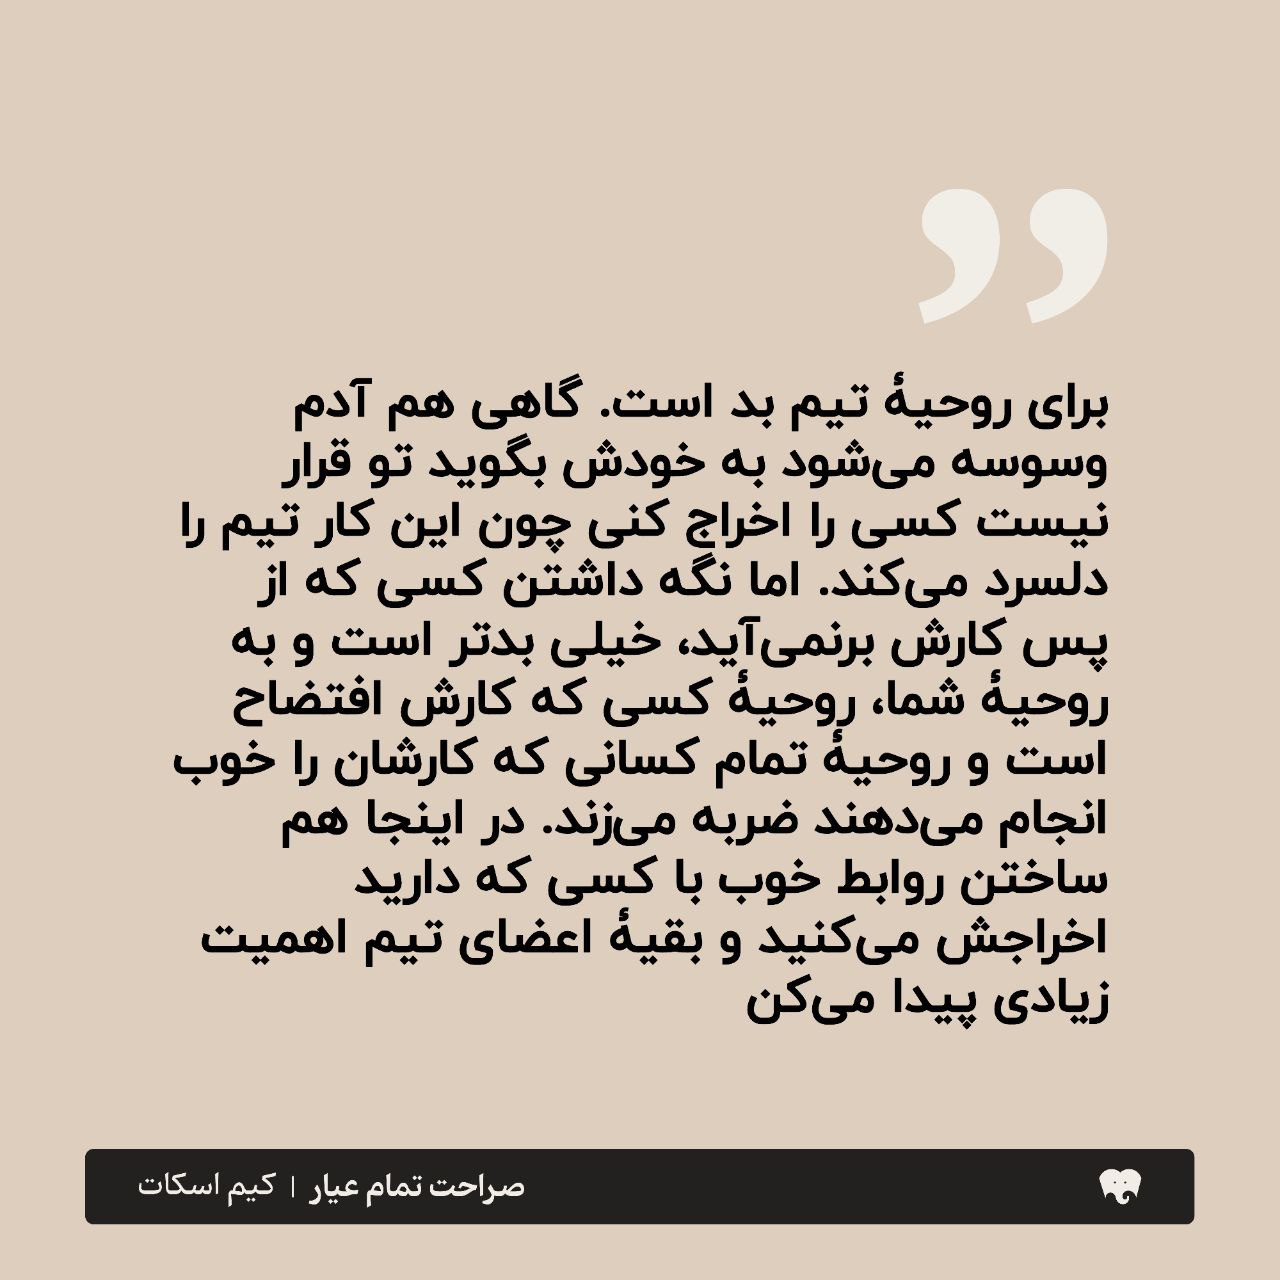 برای روحیهٔ تیم بد است. گاهی هم آدم
وسوسه می‌شود به خودش بگوید تو قرار
نیست کسی را اخراج کنی چون این کار تیم را
دلسرد می‌کند. اما نگه داشتن کسی که از
پس کارش برنمی‌آید، خیلی بدتر است و به
روحیهٔ شما، روحیهٔ کسی که کارش افتضاح
است و روحیهٔ تمام کسانی که کارشان را خوب
انجام می‌دهند ضربه می‌زند. در اینجا هم
ساختن روابط خوب با کسی که دارید
اخراجش می‌کنید و بقیهٔ اعضای تیم اهمیت
زیادی پیدا می‌کن
صراحت تمام عیار | کیم اسکات